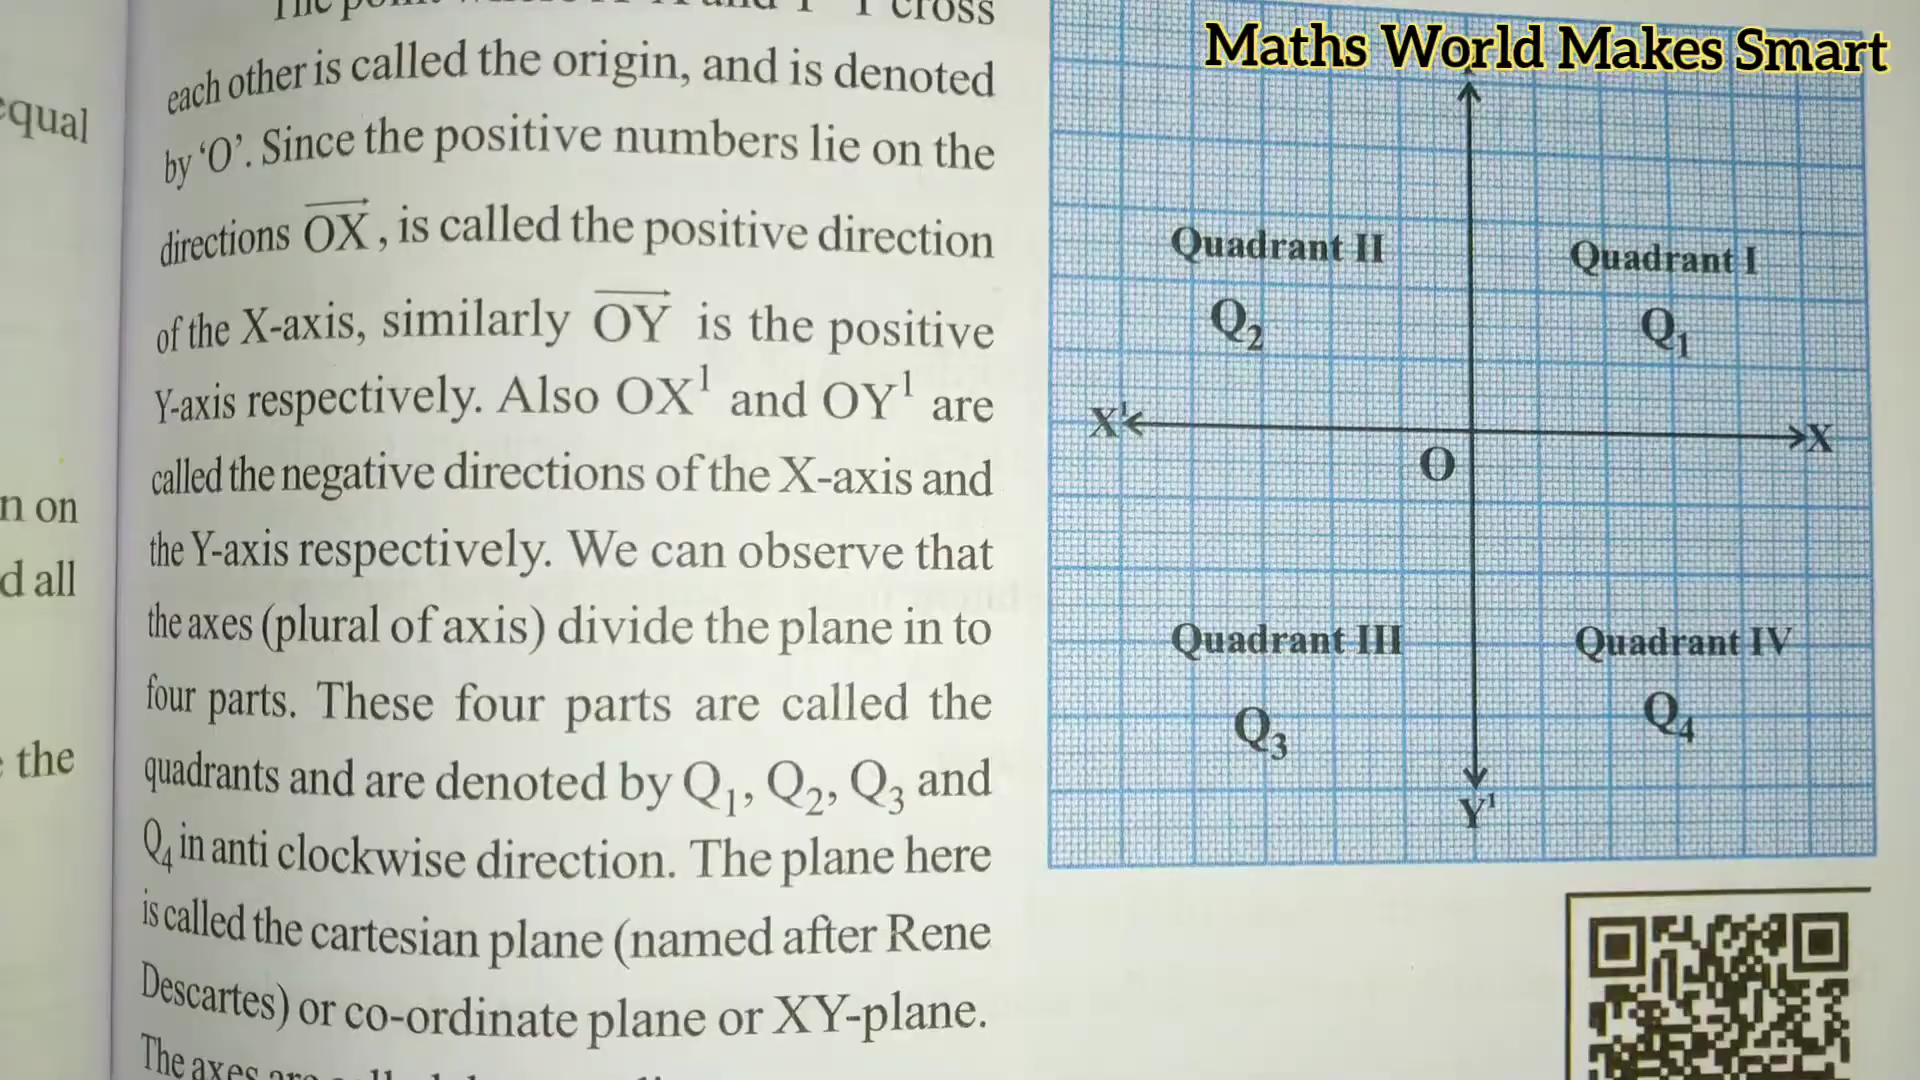 Maths World Makes Smart
equal
n on
d all
the
cross
each other is called the origin, and is denoted
by ‘O’. Since the positive numbers lie on the
directions OX, is called the positive direction
of the X-axis, similarly OY is the positive
Y-axis respectively. Also OX¹ and OY¹ are
called the negative directions of the X-axis and
the Y-axis respectively. We can observe that
the axes (plural of axis) divide the plane in to
four parts. These four parts are called the
quadrants and are denoted by Q₁, Q₂, Q₃ and
Q₄ in anti clockwise direction. The plane here
is called the cartesian plane (named after Rene
Descartes) or co-ordinate plane or XY-plane.
The axes
Quadrant II
Quadrant I
Q₂
Q₁
X¹
X
O
Quadrant III
Quadrant IV
Q₃
Q₄
Y¹